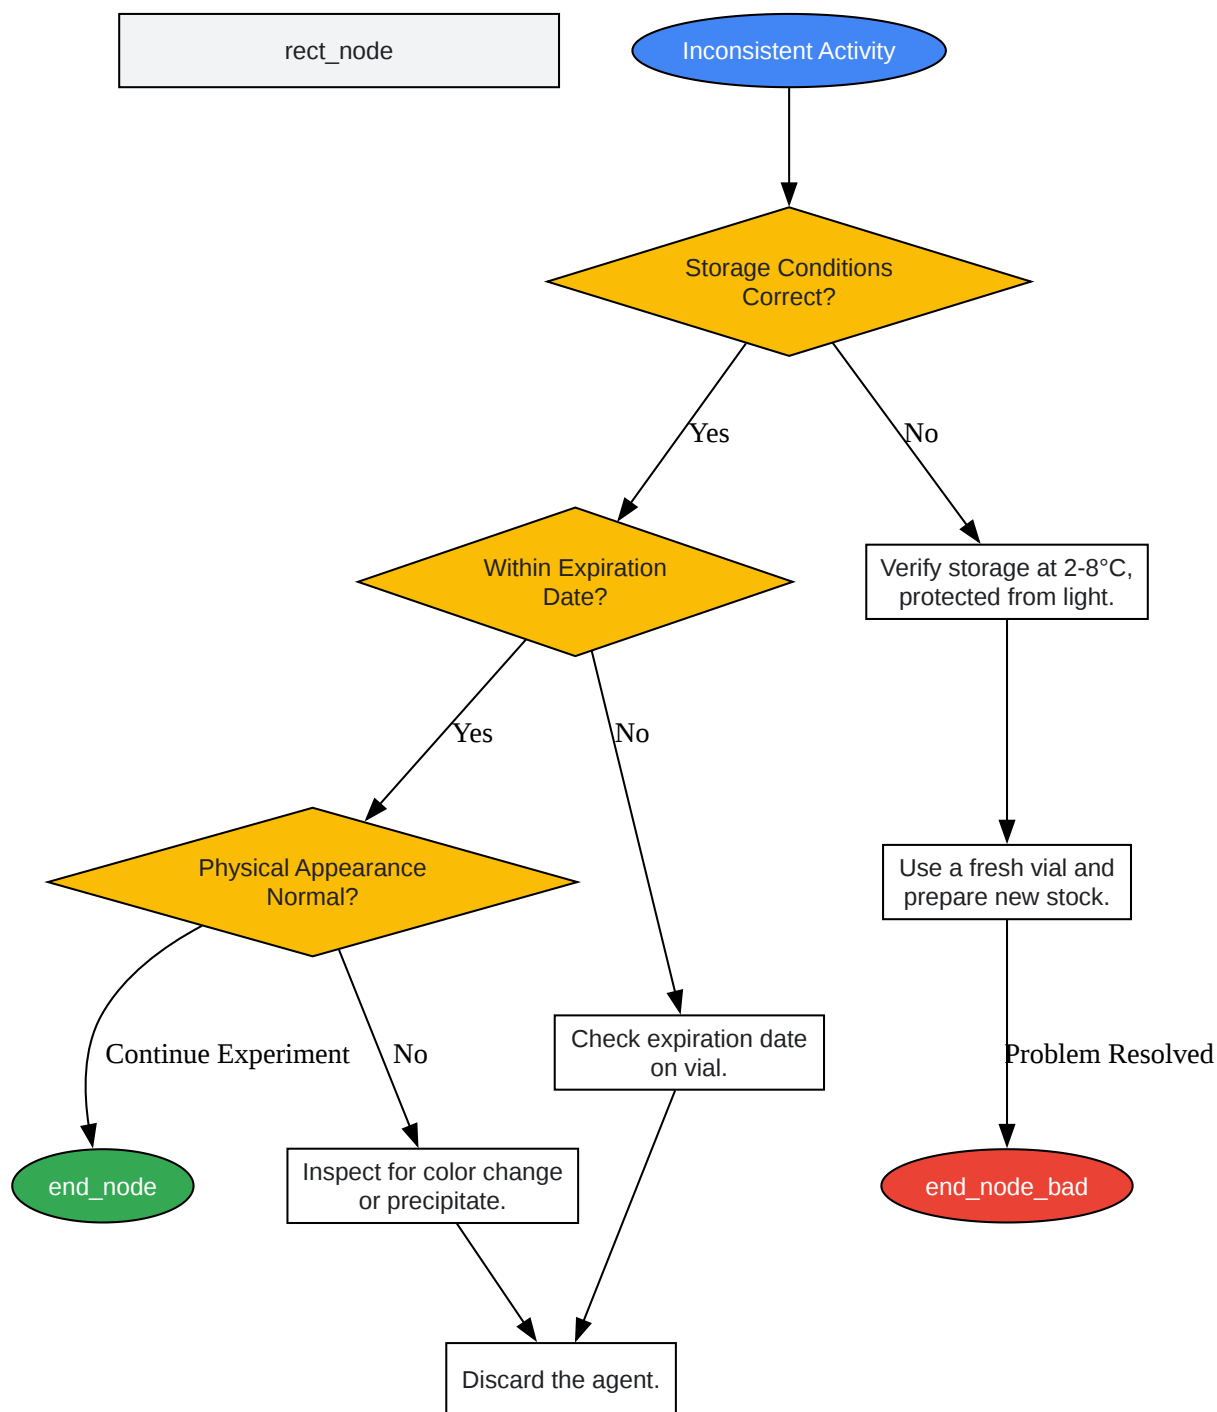 rect_node
Inconsistent Activity
Storage Conditions
Correct?
Yes
No
Within Expiration
Date?
Verify storage at 2-8°C,
protected from light.
Yes
No
Physical Appearance
Normal?
Use a fresh vial and
prepare new stock.
Continue Experiment
No
Check expiration date
on vial.
Problem Resolved
end_node
Inspect for color change
or precipitate.
end_node_bad
Discard the agent.